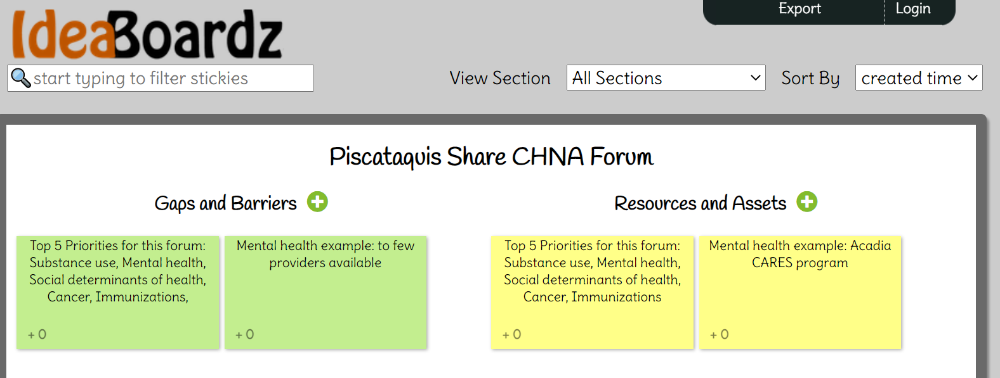 Export Login
IdeaBoardz
start typing to filter stickies
View Section All Sections Sort By created time
Piscataquis Share CHNA Forum
Gaps and Barriers
Resources and Assets
Top 5 Priorities for this forum:
Substance use, Mental health,
Social determinants of health,
Cancer, Immunizations,
+ 0
Mental health example: to few
providers available
+ 0
Top 5 Priorities for this forum:
Substance use, Mental health,
Social determinants of health,
Cancer, Immunizations
+ 0
Mental health example: Acadia
CARES program
+ 0